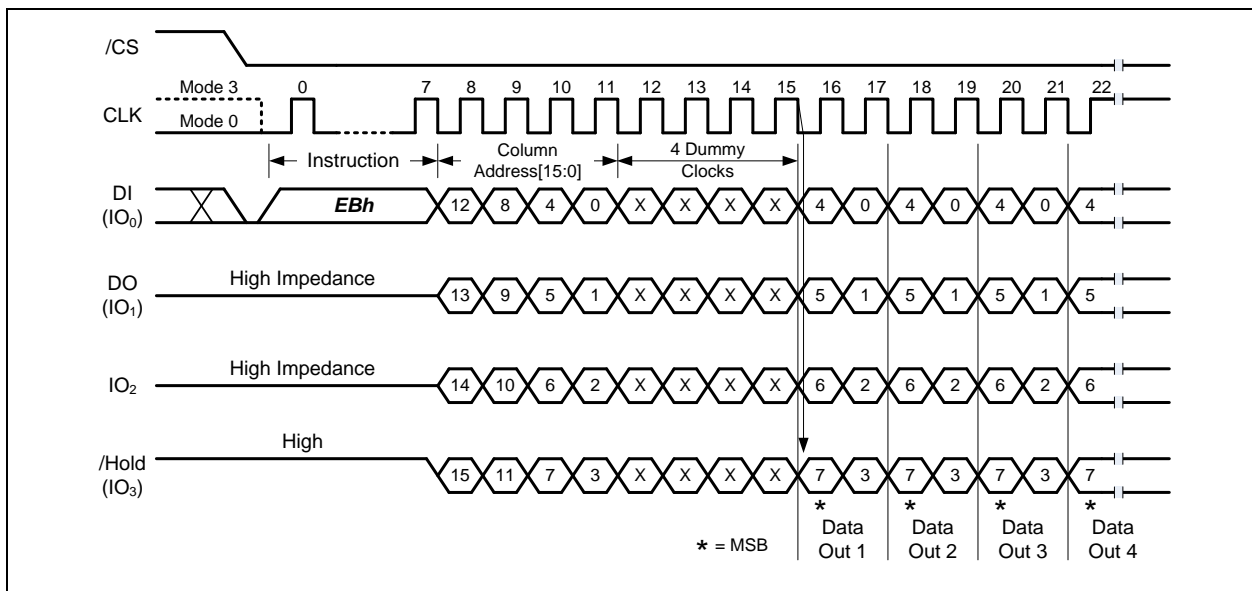 /CS
Mode 3 0 7 8 9 10 11 12 13 14 15 16 17 18 19 20 21 22
CLK
Mode 0
Instruction Column Address[15:0] 4 Dummy Clocks
DI (IO0) EBh 12 8 4 0 X X X X 4 0 4 0 4 0 4
High Impedance
DO (IO1) 13 9 5 1 X X X X 5 1 5 1 5 1 5
High Impedance
IO2 14 10 6 2 X X X X 6 2 6 2 6 2 6
High
/Hold (IO3) 15 11 7 3 X X X X 7 3 7 3 7 3 7
* * * *
* = MSB
Data Out 1 Data Out 2 Data Out 3 Data Out 4